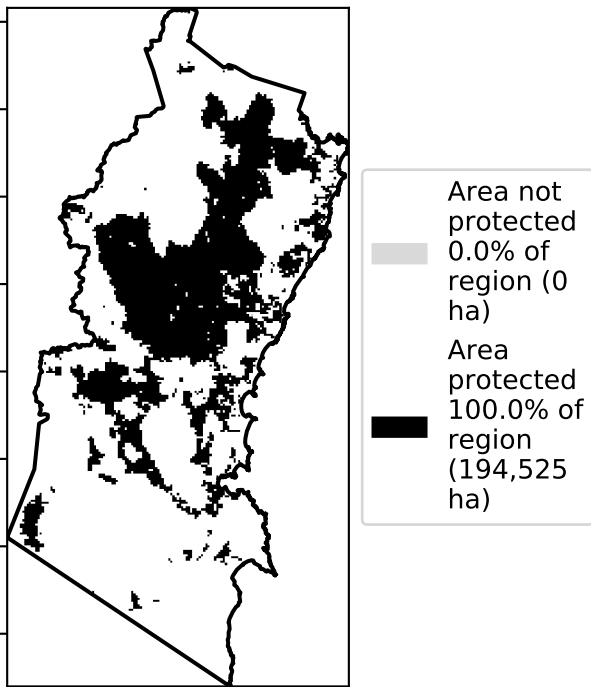 Area not
protected
0.0% of
region (0
ha)
Area
protected
100.0% of
region
(194,525
ha)